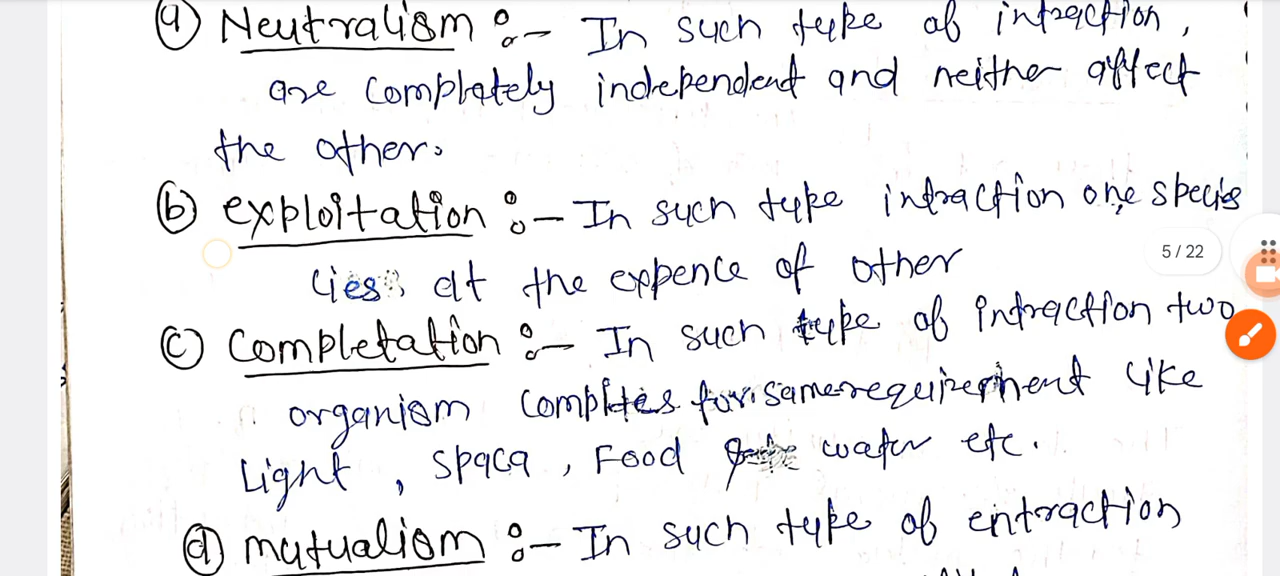 (a) Neutralism :- In such type of intraction,
are completely independent and neither affect
the other.
(b) exploitation :- In such type intraction one species
lies at the expence of other
5 / 22
(c) Completation :- In such type of intraction two
organism complites for same requirement like
Light , Spaca , Food water etc.
(d) mutualism :- In such type of entraction